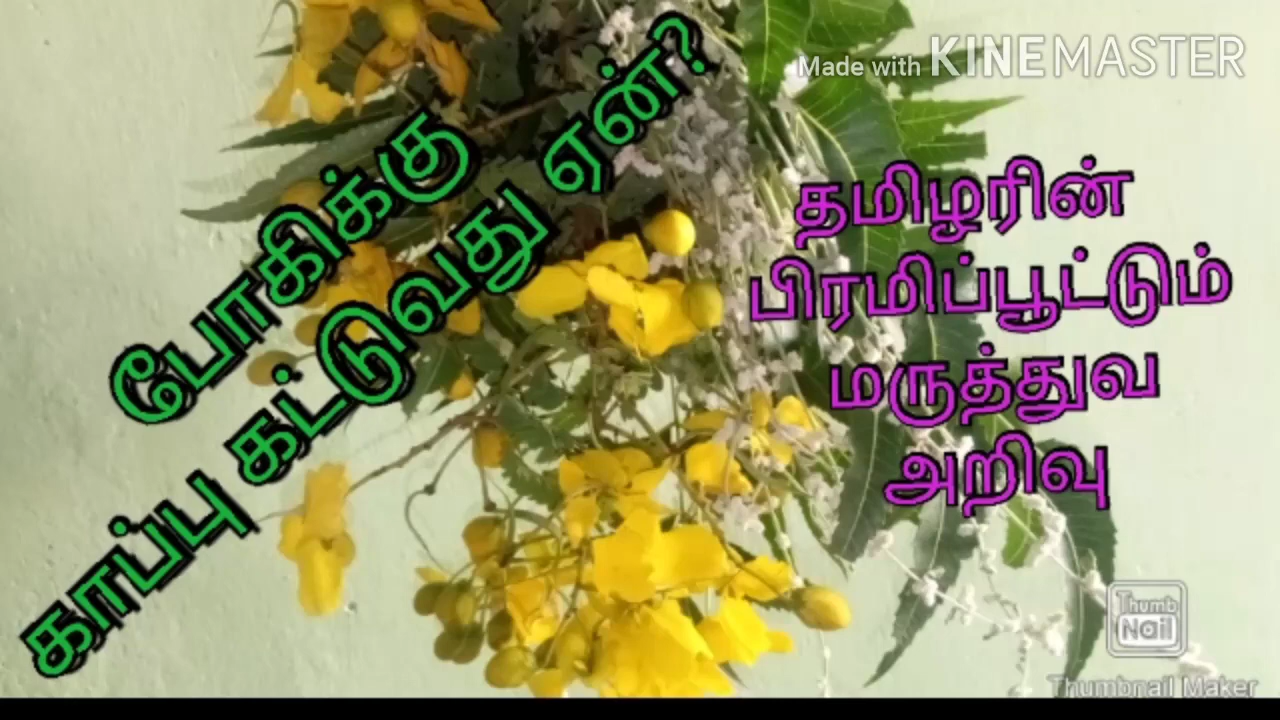 Made with KINEMASTER
போகிக்கு
காப்பு கட்டுவது ஏன்?
தமிழரின்
பிரமிப்பூட்டும்
மருத்துவ
அறிவு
Thumb
Nail
Thumbnail Maker